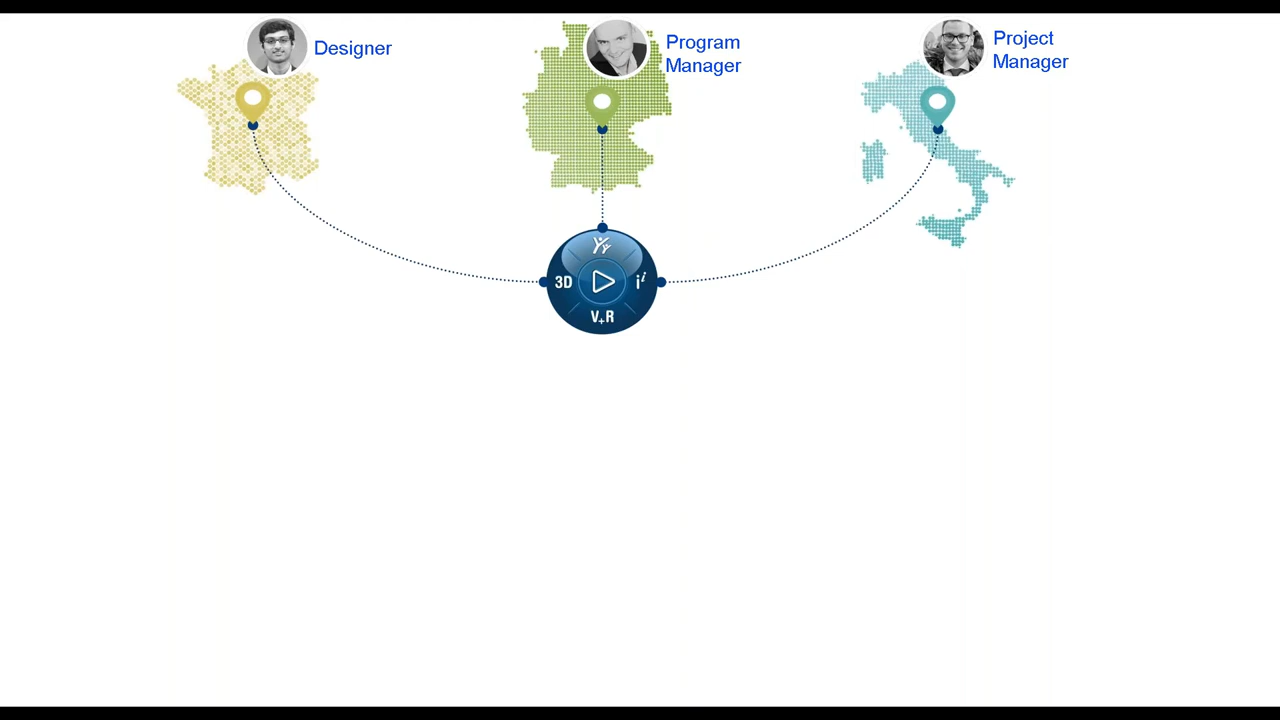 Designer
Program
Manager
Project
Manager
3D
i i
V+R